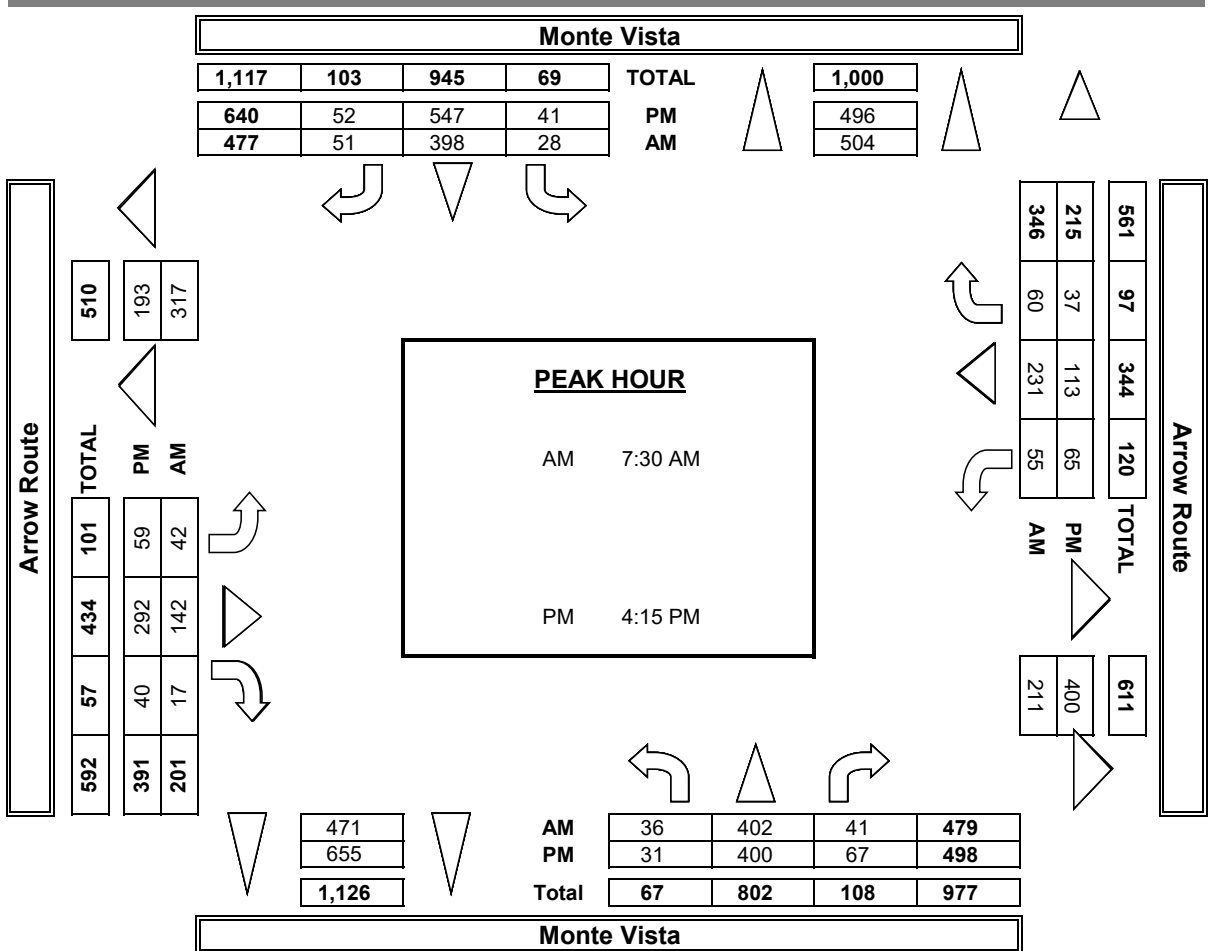 Monte Vista
1,117 103 945 69 TOTAL 1,000
640 52 547 41 PM 496
477 51 398 28 AM 504
Arrow Route
510
193
317
TOTAL PM AM
101 59 42
434 292 142
57 40 17
592 391 201
PEAK HOUR
AM 7:30 AM
PM 4:15 PM
346 215 561
60 37 97
231 113 344
55 65 120
AM PM TOTAL
211 400 611
Arrow Route
471 AM 36 402 41 479
655 PM 31 400 67 498
1,126 Total 67 802 108 977
Monte Vista